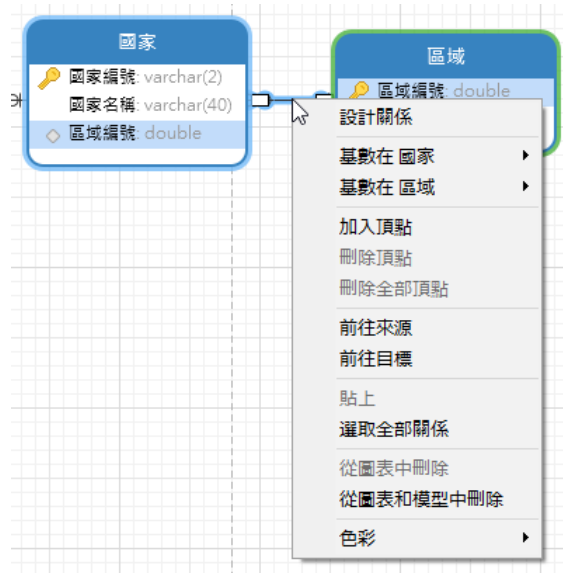 國家
國家編號: varchar(2)
國家名稱: varchar(40)
區域編號: double
區域
區域編號: double
設計關係
基數在 國家
基數在 區域
加入頂點
刪除頂點
刪除全部頂點
前往來源
前往目標
貼上
選取全部關係
從圖表中刪除
從圖表和模型中刪除
色彩